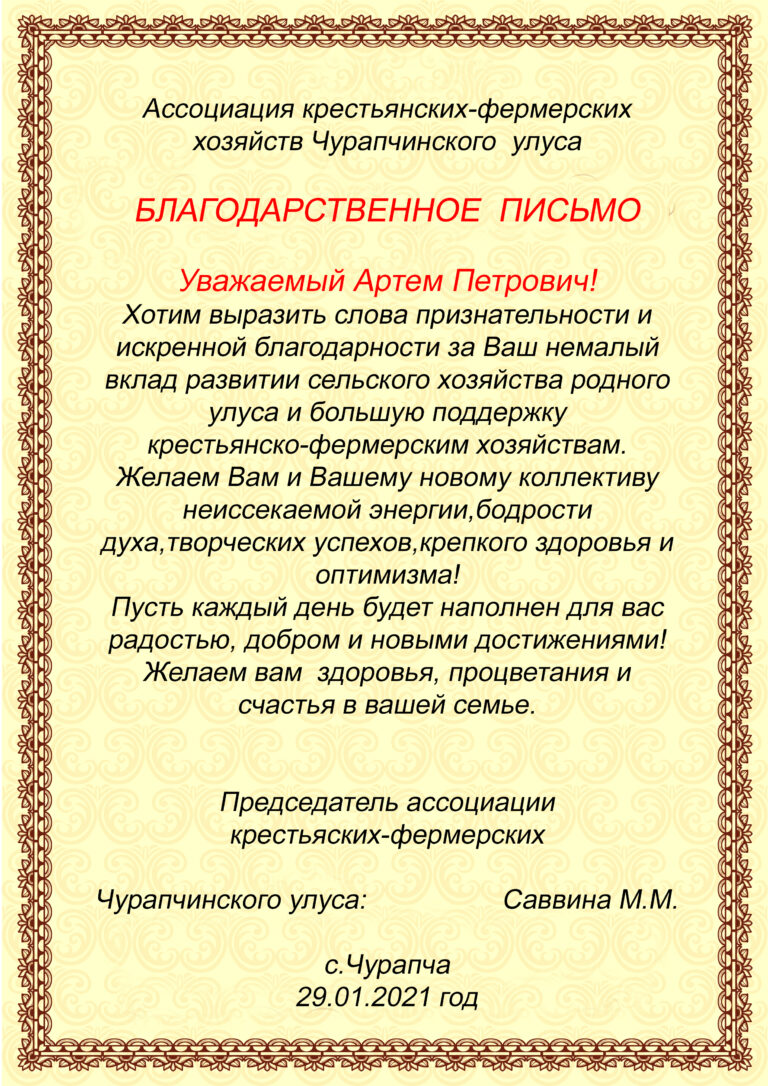 Ассоциация крестьянских-фермерских
хозяйств Чурапчинского улуса
БЛАГОДАРСТВЕННОЕ ПИСЬМО
Уважаемый Артем Петрович!
Хотим выразить слова признательности и
искренной благодарности за Ваш немалый
вклад развитии сельского хозяйства родного
улуса и большую поддержку
крестьянско-фермерским хозяйствам.
Желаем Вам и Вашему новому коллективу
неиссекаемой энергии,бодрости
духа,творческих успехов,крепкого здоровья и
оптимизма!
Пусть каждый день будет наполнен для вас
радостью, добром и новыми достижениями!
Желаем вам здоровья, процветания и
счастья в вашей семье.
Председатель ассоциации
крестьяских-фермерских
Чурапчинского улуса: Саввина М.М.
с.Чурапча
29.01.2021 год